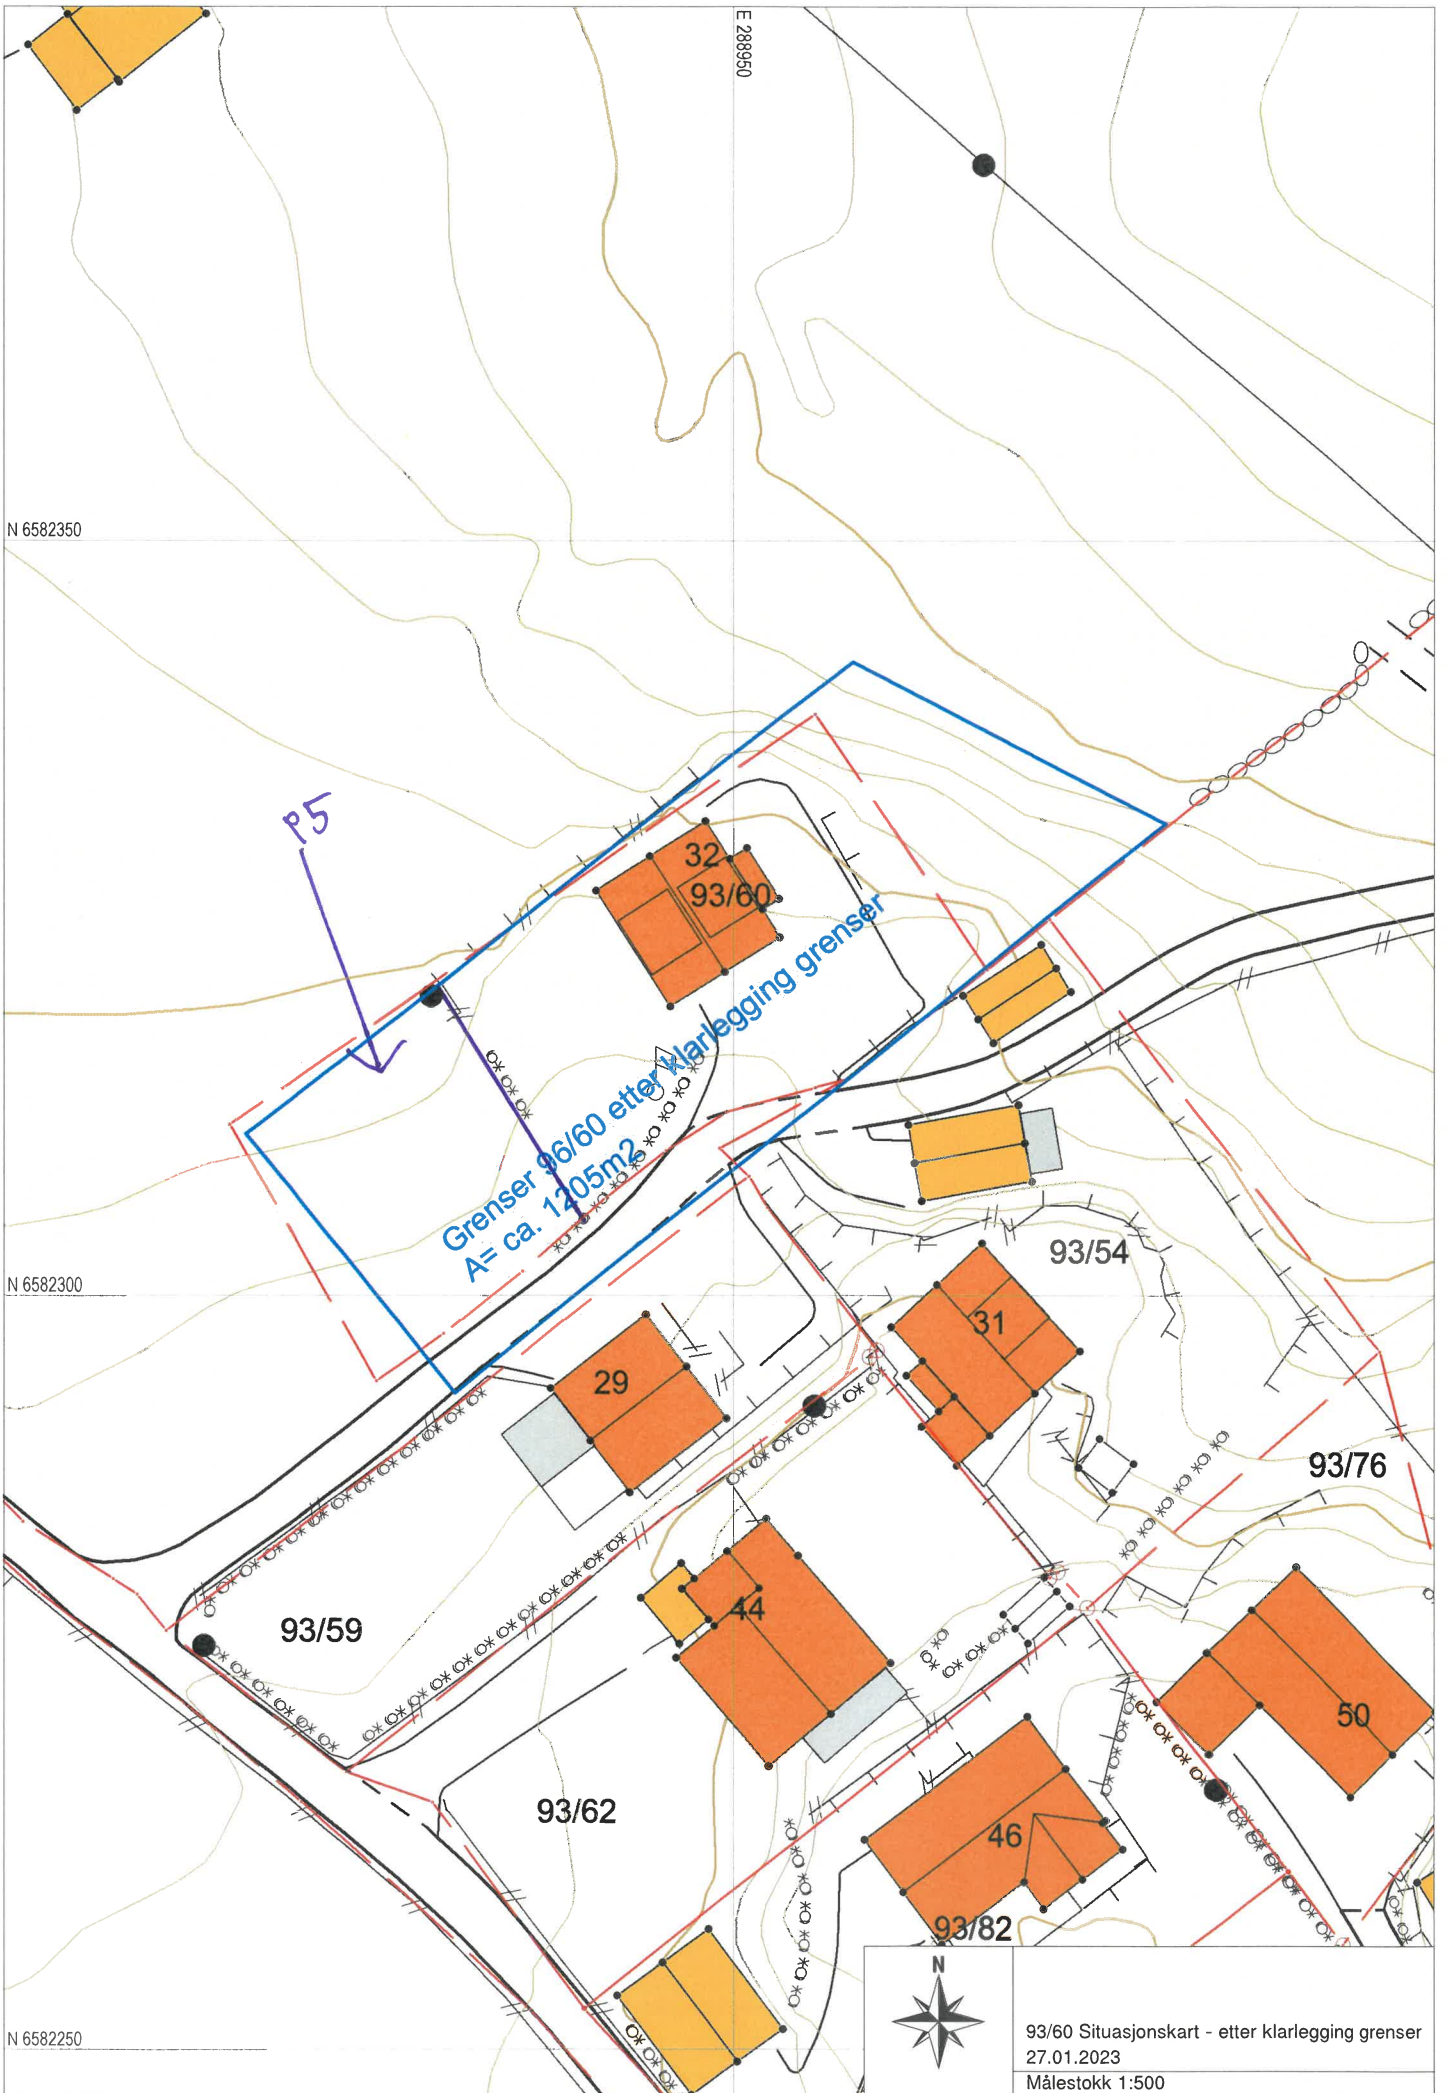 E 288950
N 6582350
P5
32
93/60
Grenser 96/60 etter klarlegging grenser
A= ca. 1205m2
N 6582300
93/54
31
29
93/76
44
93/59
50
93/62
46
93/82
N
N 6582250
93/60 Situasjonskart - etter klarlegging grenser
27.01.2023
Målestokk 1:500